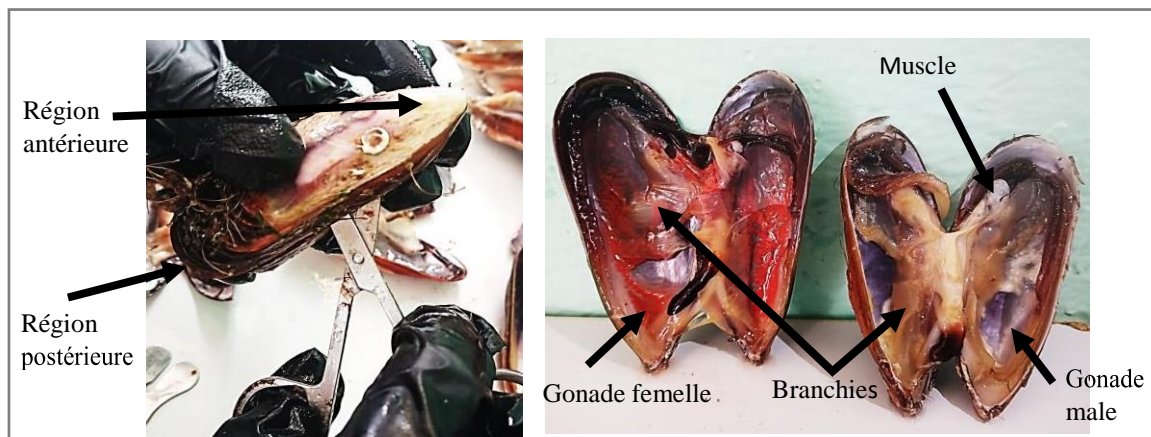 Région
antérieure
Région
postérieure
Muscle
Gonade femelle
Branchies
Gonade
male